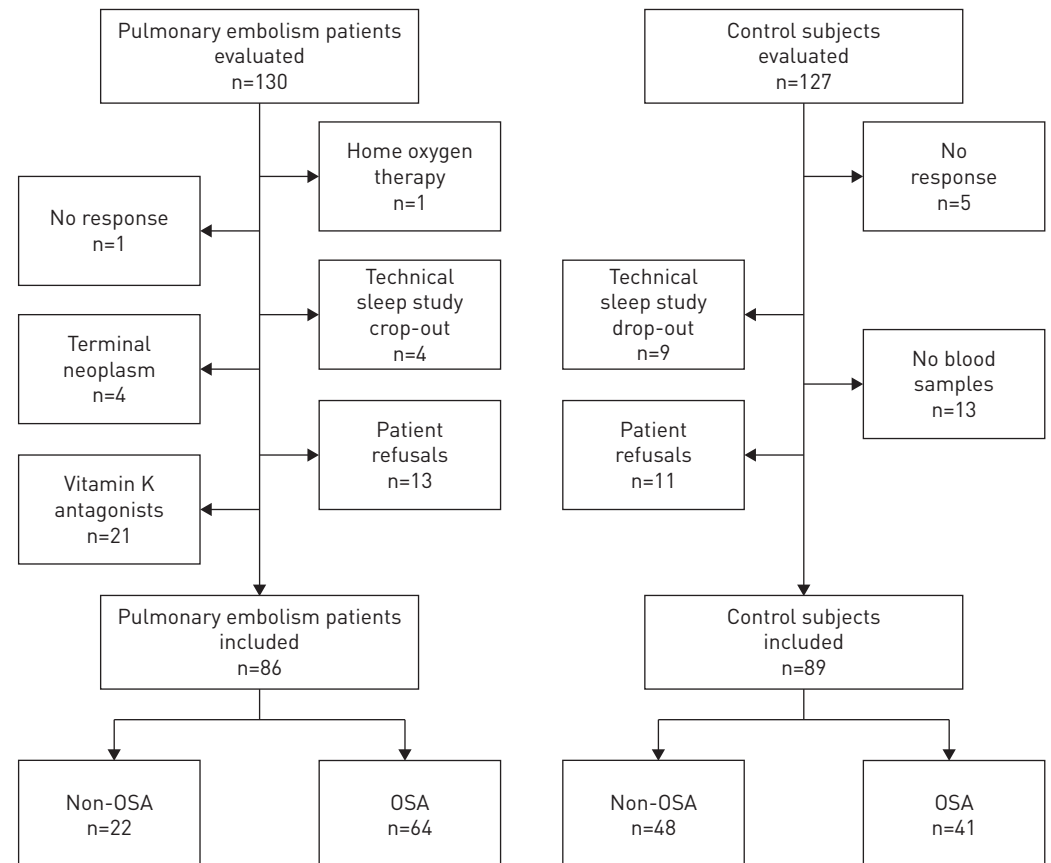 Pulmonary embolism patients
evaluated
n=130
Control subjects
evaluated
n=127
Home oxygen
therapy
n=1
No
response
n=5
No response
n=1
Technical
sleep study
crop-out
n=4
Technical
sleep study
drop-out
n=9
Terminal
neoplasm
n=4
No blood
samples
n=13
Patient
refusals
n=13
Patient
refusals
n=11
Vitamin K
antagonists
n=21
Pulmonary embolism patients
included
n=86
Control subjects
included
n=89
Non-OSA
n=22
OSA
n=64
Non-OSA
n=48
OSA
n=41